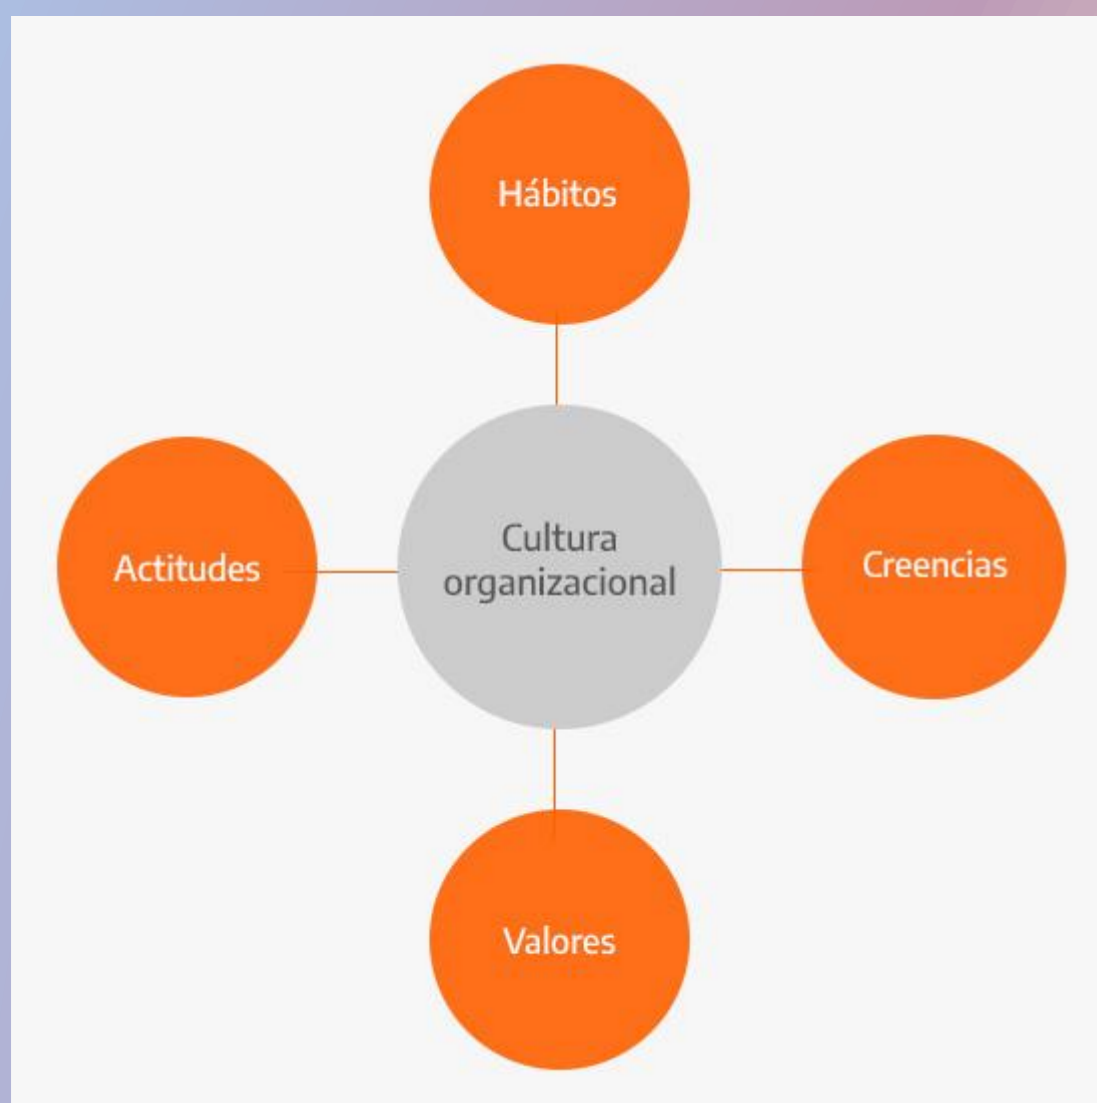 Hábitos
Actitudes
Cultura
organizacional
Creencias
Valores